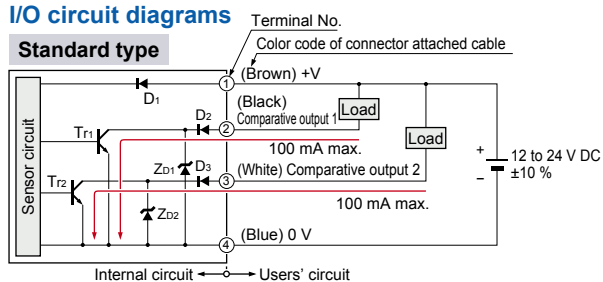 I/O circuit diagrams
Standard type
Terminal No.
Color code of connector attached cable
1 (Brown) +V
D1
(Black)
Comparative output 1
D2
2
Load
Load
Tr1
100 mA max.
Sensor circuit
ZD1
D3
3 (White) Comparative output 2
+
12 to 24 V DC
±10 %
−
Tr2
100 mA max.
ZD2
4 (Blue) 0 V
Internal circuit
Users' circuit